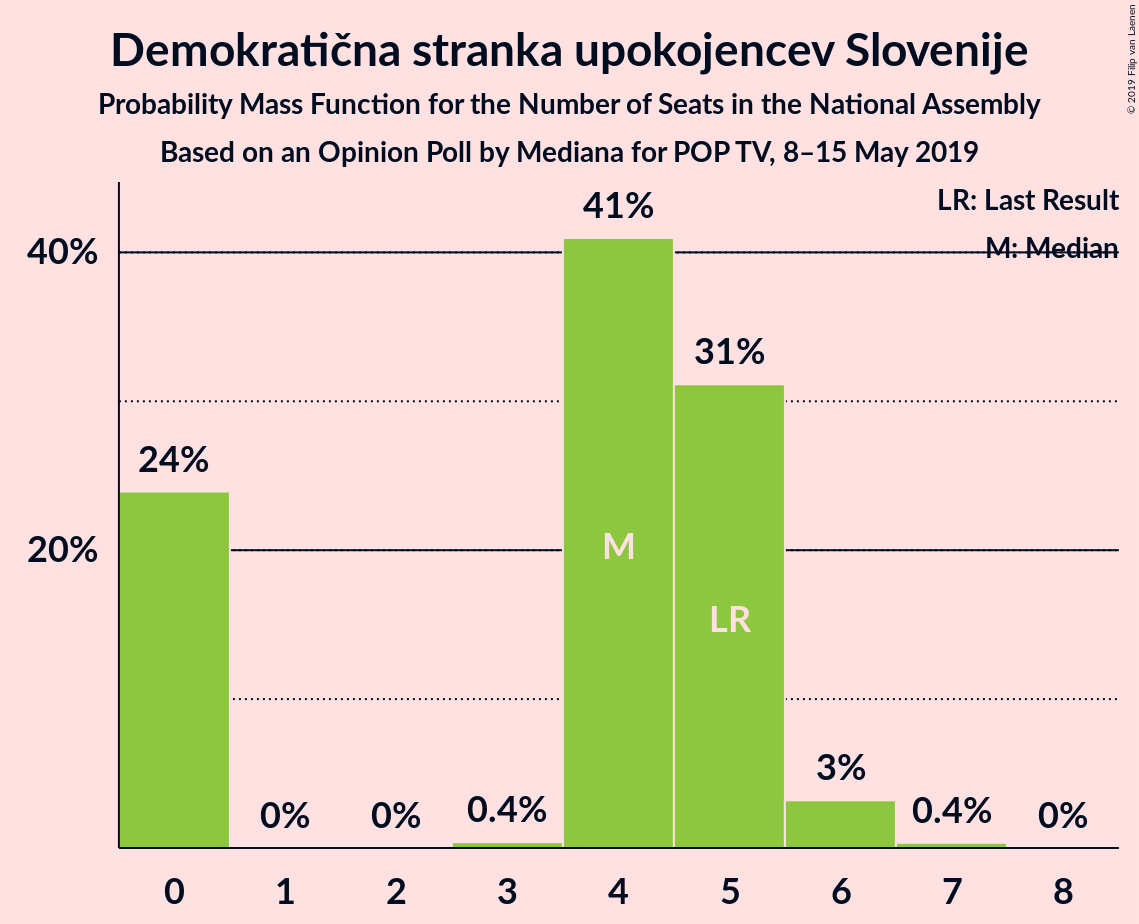 Demokratična stranka upokojencev Slovenije
Probability Mass Function for the Number of Seats in the National Assembly
Based on an Opinion Poll by Mediana for POP TV, 8–15 May 2019
© 2019 Filip van Laenen
LR: Last Result
M: Median
40%
20%
24%
0%
0%
0.4%
41%
31%
3%
0.4%
0%
M
LR
0 1 2 3 4 5 6 7 8